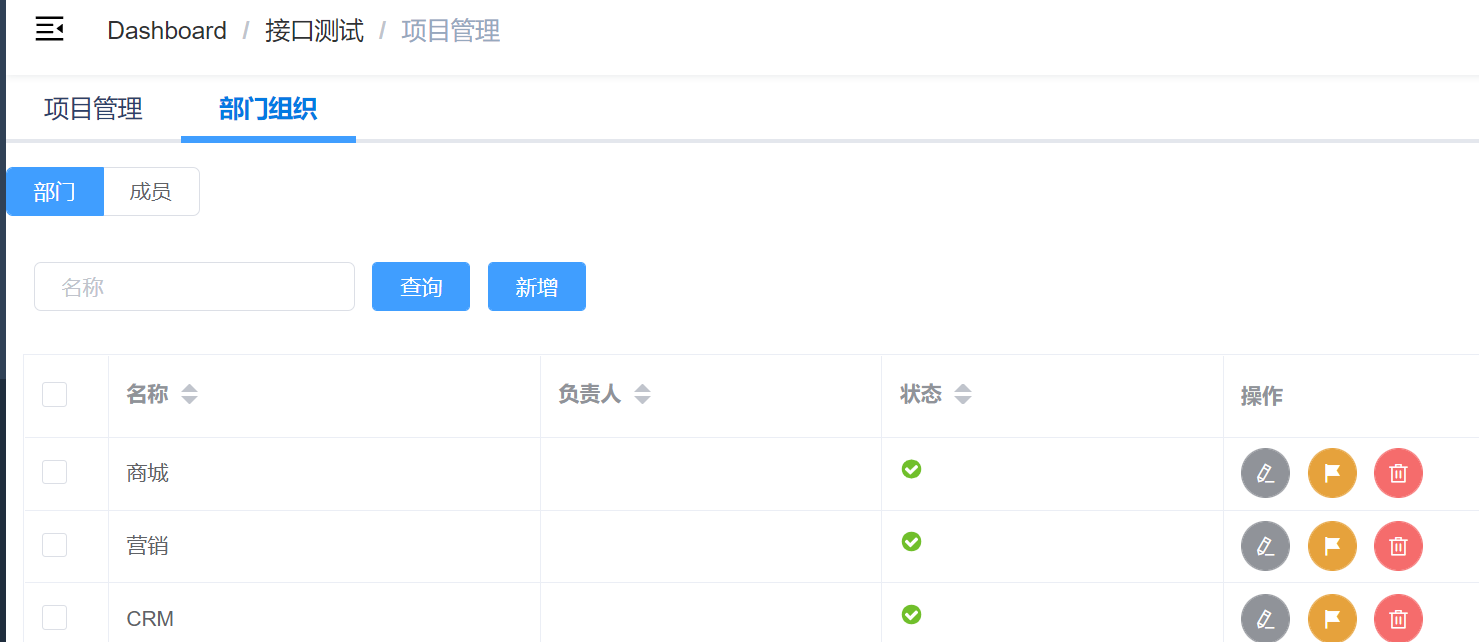 Dashboard / 接口测试 / 项目管理
项目管理 部门组织
部门 成员
名称 查询 新增
名称 负责人 状态 操作
商城
营销
CRM